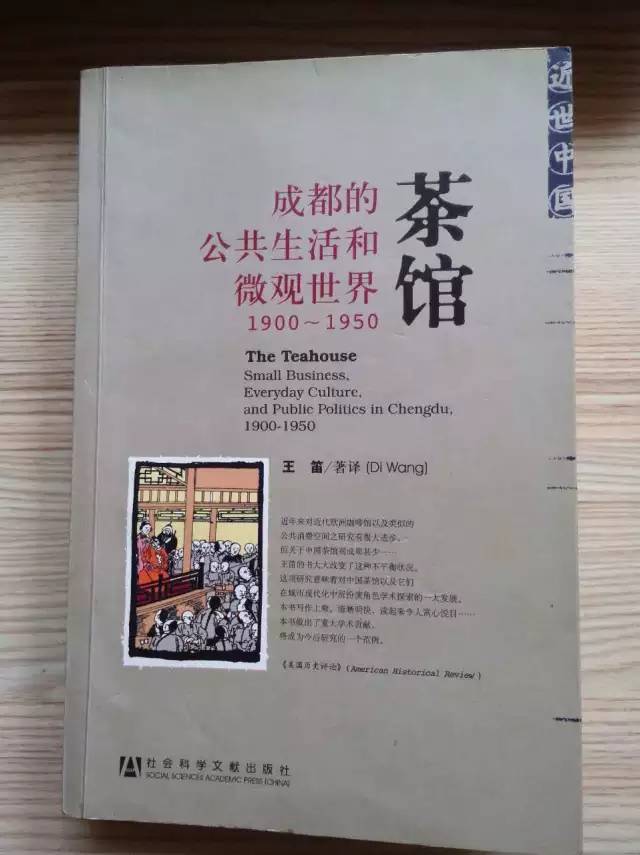 近世中国
茶馆
成都的
公共生活和
微观世界
1900～1950
The Teahouse
Small Business,
Everyday Culture,
and Public Politics in Chengdu,
1900-1950
王 笛/著译 (Di Wang)
近年来对近代欧洲咖啡馆以及类似的
公共消费空间之研究有很大进步，
但关于中国茶馆则成果甚少……
王笛的书大大改变了这种不平衡状况。
这项研究意味着对中国茶馆以及它们
在城市现代化中所扮演角色学术探索的一大发展。
本书写作上乘，谦畅明快，读起来令人赏心悦目……
本书做出了重大学术贡献，
将成为今后研究的一个范例。
《美国历史评论》(American Historical Review)
社会科学文献出版社
SOCIAL SCIENCES ACADEMIC PRESS (CHINA)